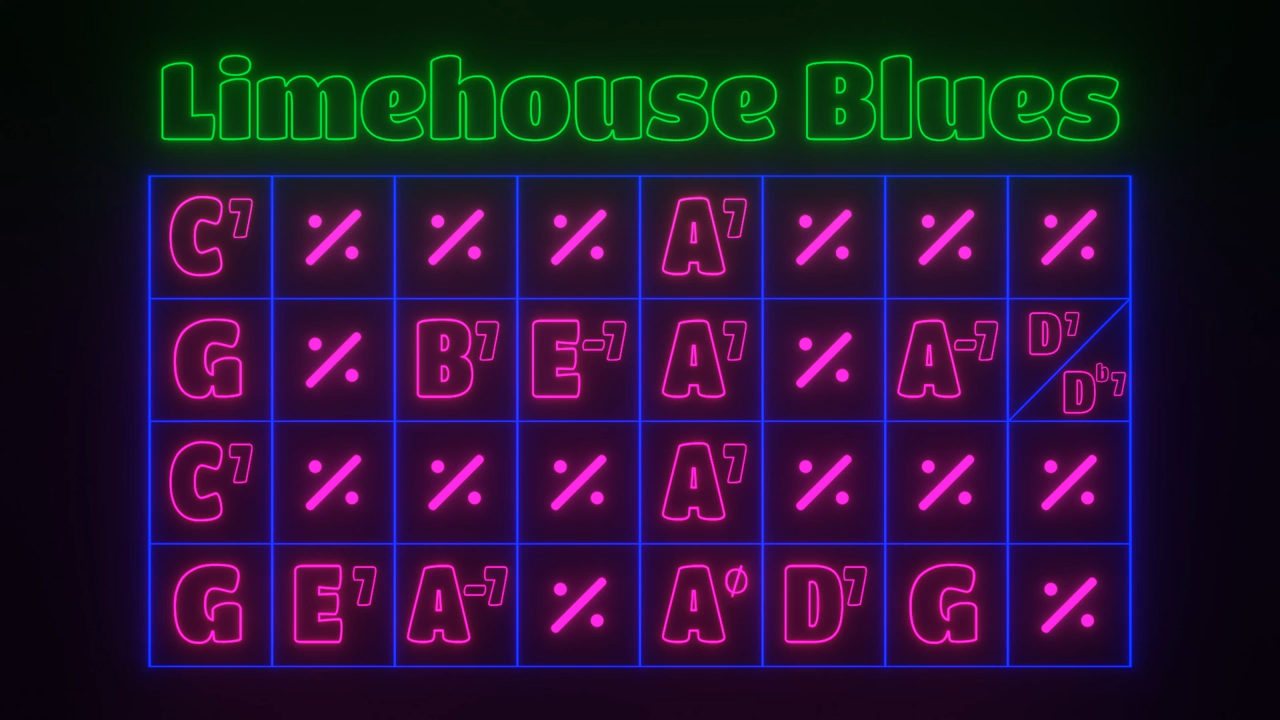 Limehouse Blues
C7 % % % A7 % % %
G % B7 E-7 A7 % A-7 D7 Db7
C7 % % % A7 % % %
G E7 A-7 % Aø D7 G %